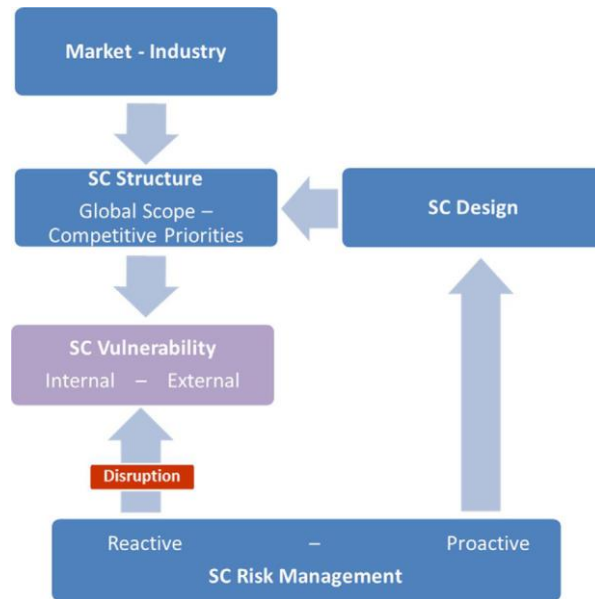 Market - Industry
SC Structure
Global Scope –
Competitive Priorities
SC Design
SC Vulnerability
Internal – External
Disruption
Reactive – Proactive
SC Risk Management